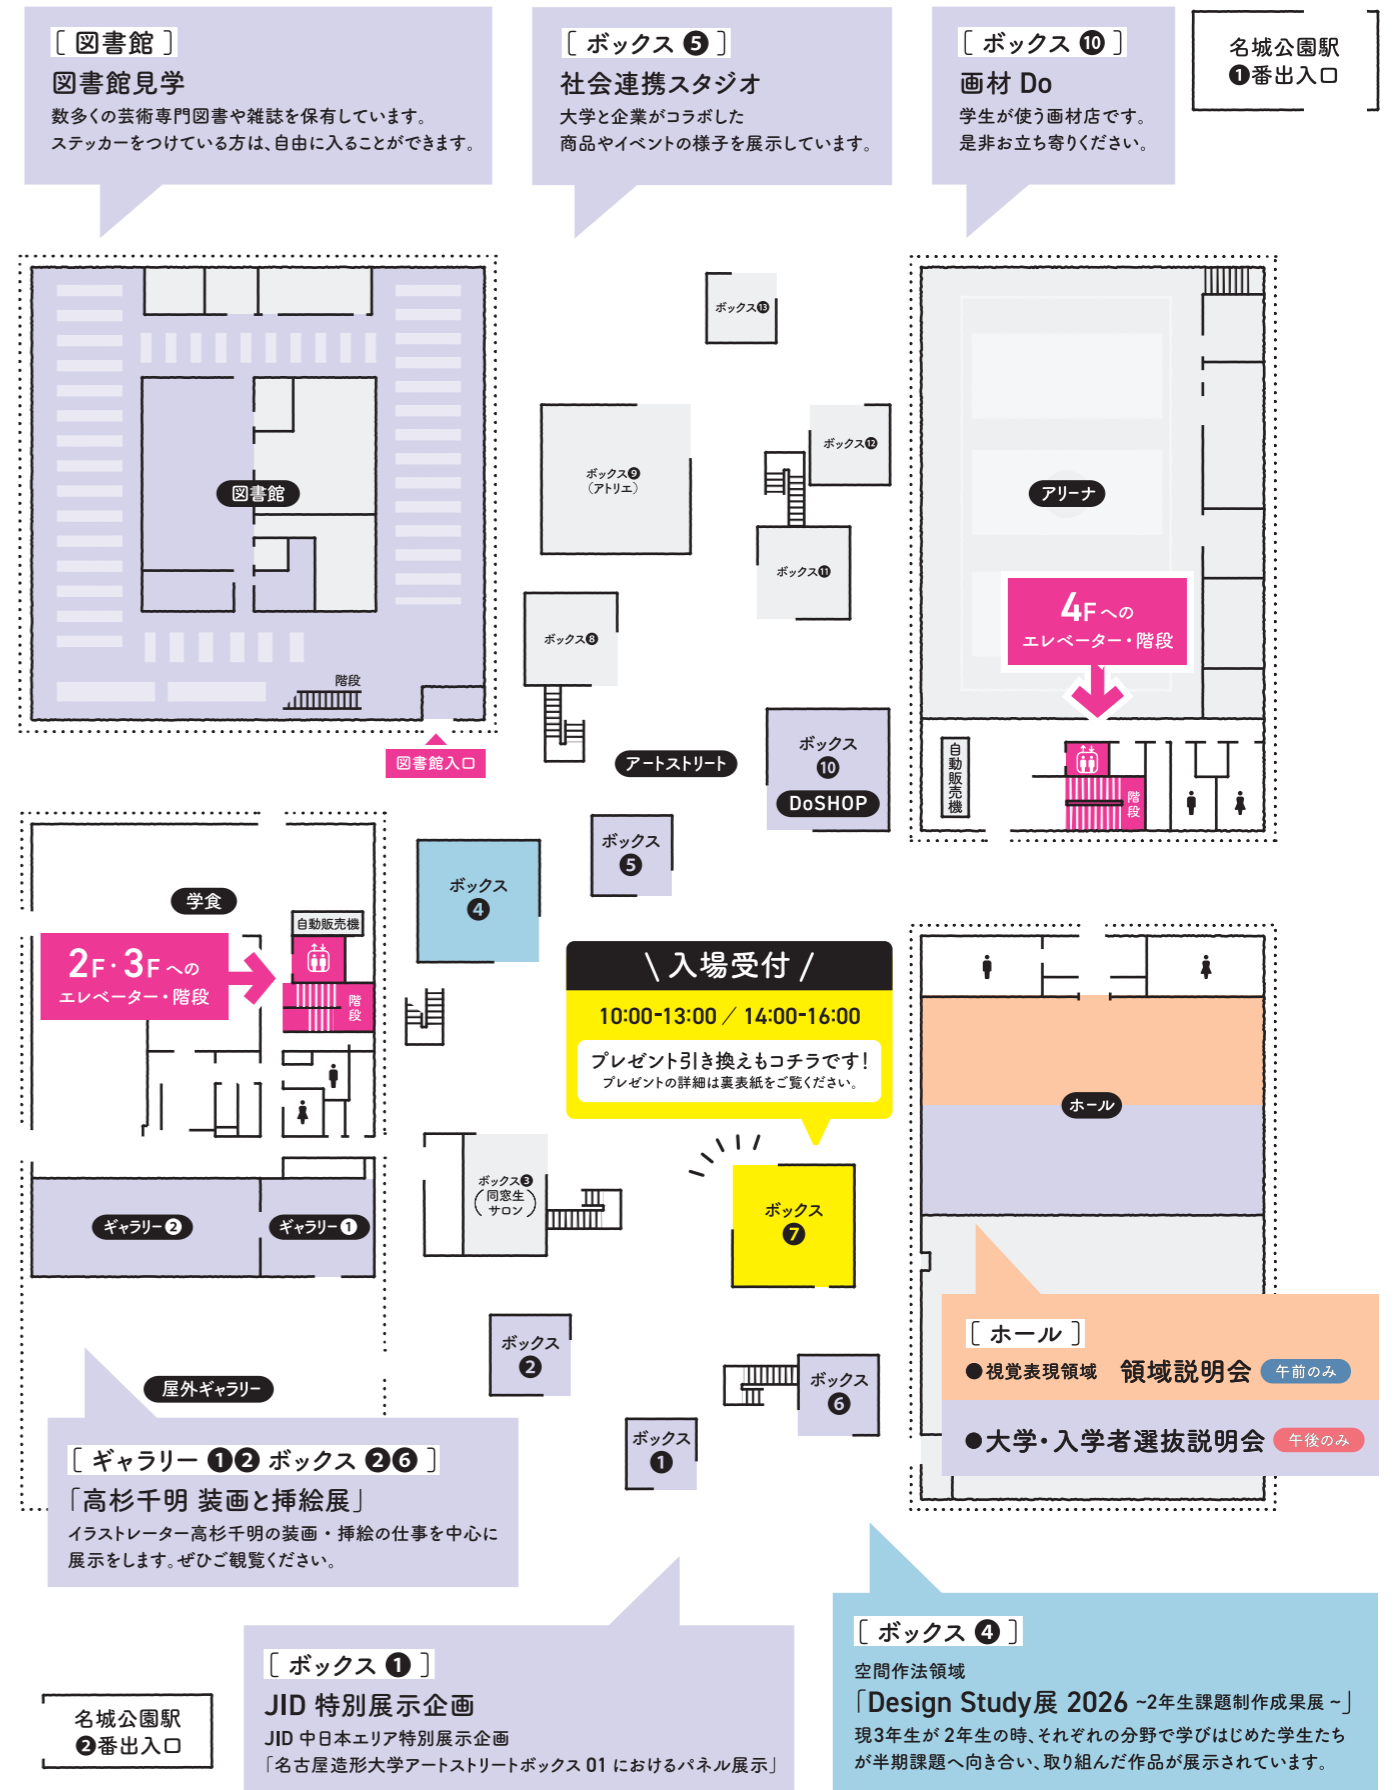 [ 図書館 ]
図書館見学
数多くの芸術専門図書や雑誌を保有しています。
ステッカーをつけている方は、自由に入ることができます。
[ ボックス ❺ ]
社会連携スタジオ
大学と企業がコラボした
商品やイベントの様子を展示しています。
[ ボックス ❿ ]
画材 Do
学生が使う画材店です。
是非お立ち寄りください。
名城公園駅
❶番出入口
ボックス⓭
ボックス⓬
ボックス❾
（アトリエ）
図書館
アリーナ
ボックス⓫
4Fへの
エレベーター・階段
ボックス❽
階段
図書館入口
アートストリート
ボックス
❿
DoSHOP
自動販売機
階段
ボックス
❺
ボックス
❹
学食
自動販売機
2F・3Fへの
エレベーター・階段
階段
\ 入場受付 /
10:00-13:00 ／ 14:00-16:00
プレゼント引き換えもコチラです！
プレゼントの詳細は裏表紙をご覧ください。
ホール
ボックス❸
（同窓生
サロン）
ボックス
❼
ギャラリー❷
ギャラリー❶
ボックス
❷
ボックス
❻
ボックス
❶
屋外ギャラリー
[ ホール ]
●視覚表現領域 領域説明会 午前のみ
●大学・入学者選抜説明会 午後のみ
[ ギャラリー ❶❷ ボックス ❷❻ ]
「高杉千明 装画と挿絵展」
イラストレーター高杉千明の装画・挿絵の仕事を中心に
展示をします。ぜひご観覧ください。
[ ボックス ❶ ]
JID 特別展示企画
JID 中日本エリア特別展示企画
「名古屋造形大学アートストリートボックス 01 におけるパネル展示」
[ ボックス ❹ ]
空間作法領域
「Design Study展 2026 ~2年生課題制作成果展 ~」
現3年生が 2年生の時、それぞれの分野で学びはじめた学生たち
が半期課題へ向き合い、取り組んだ作品が展示されています。
名城公園駅
❷番出入口